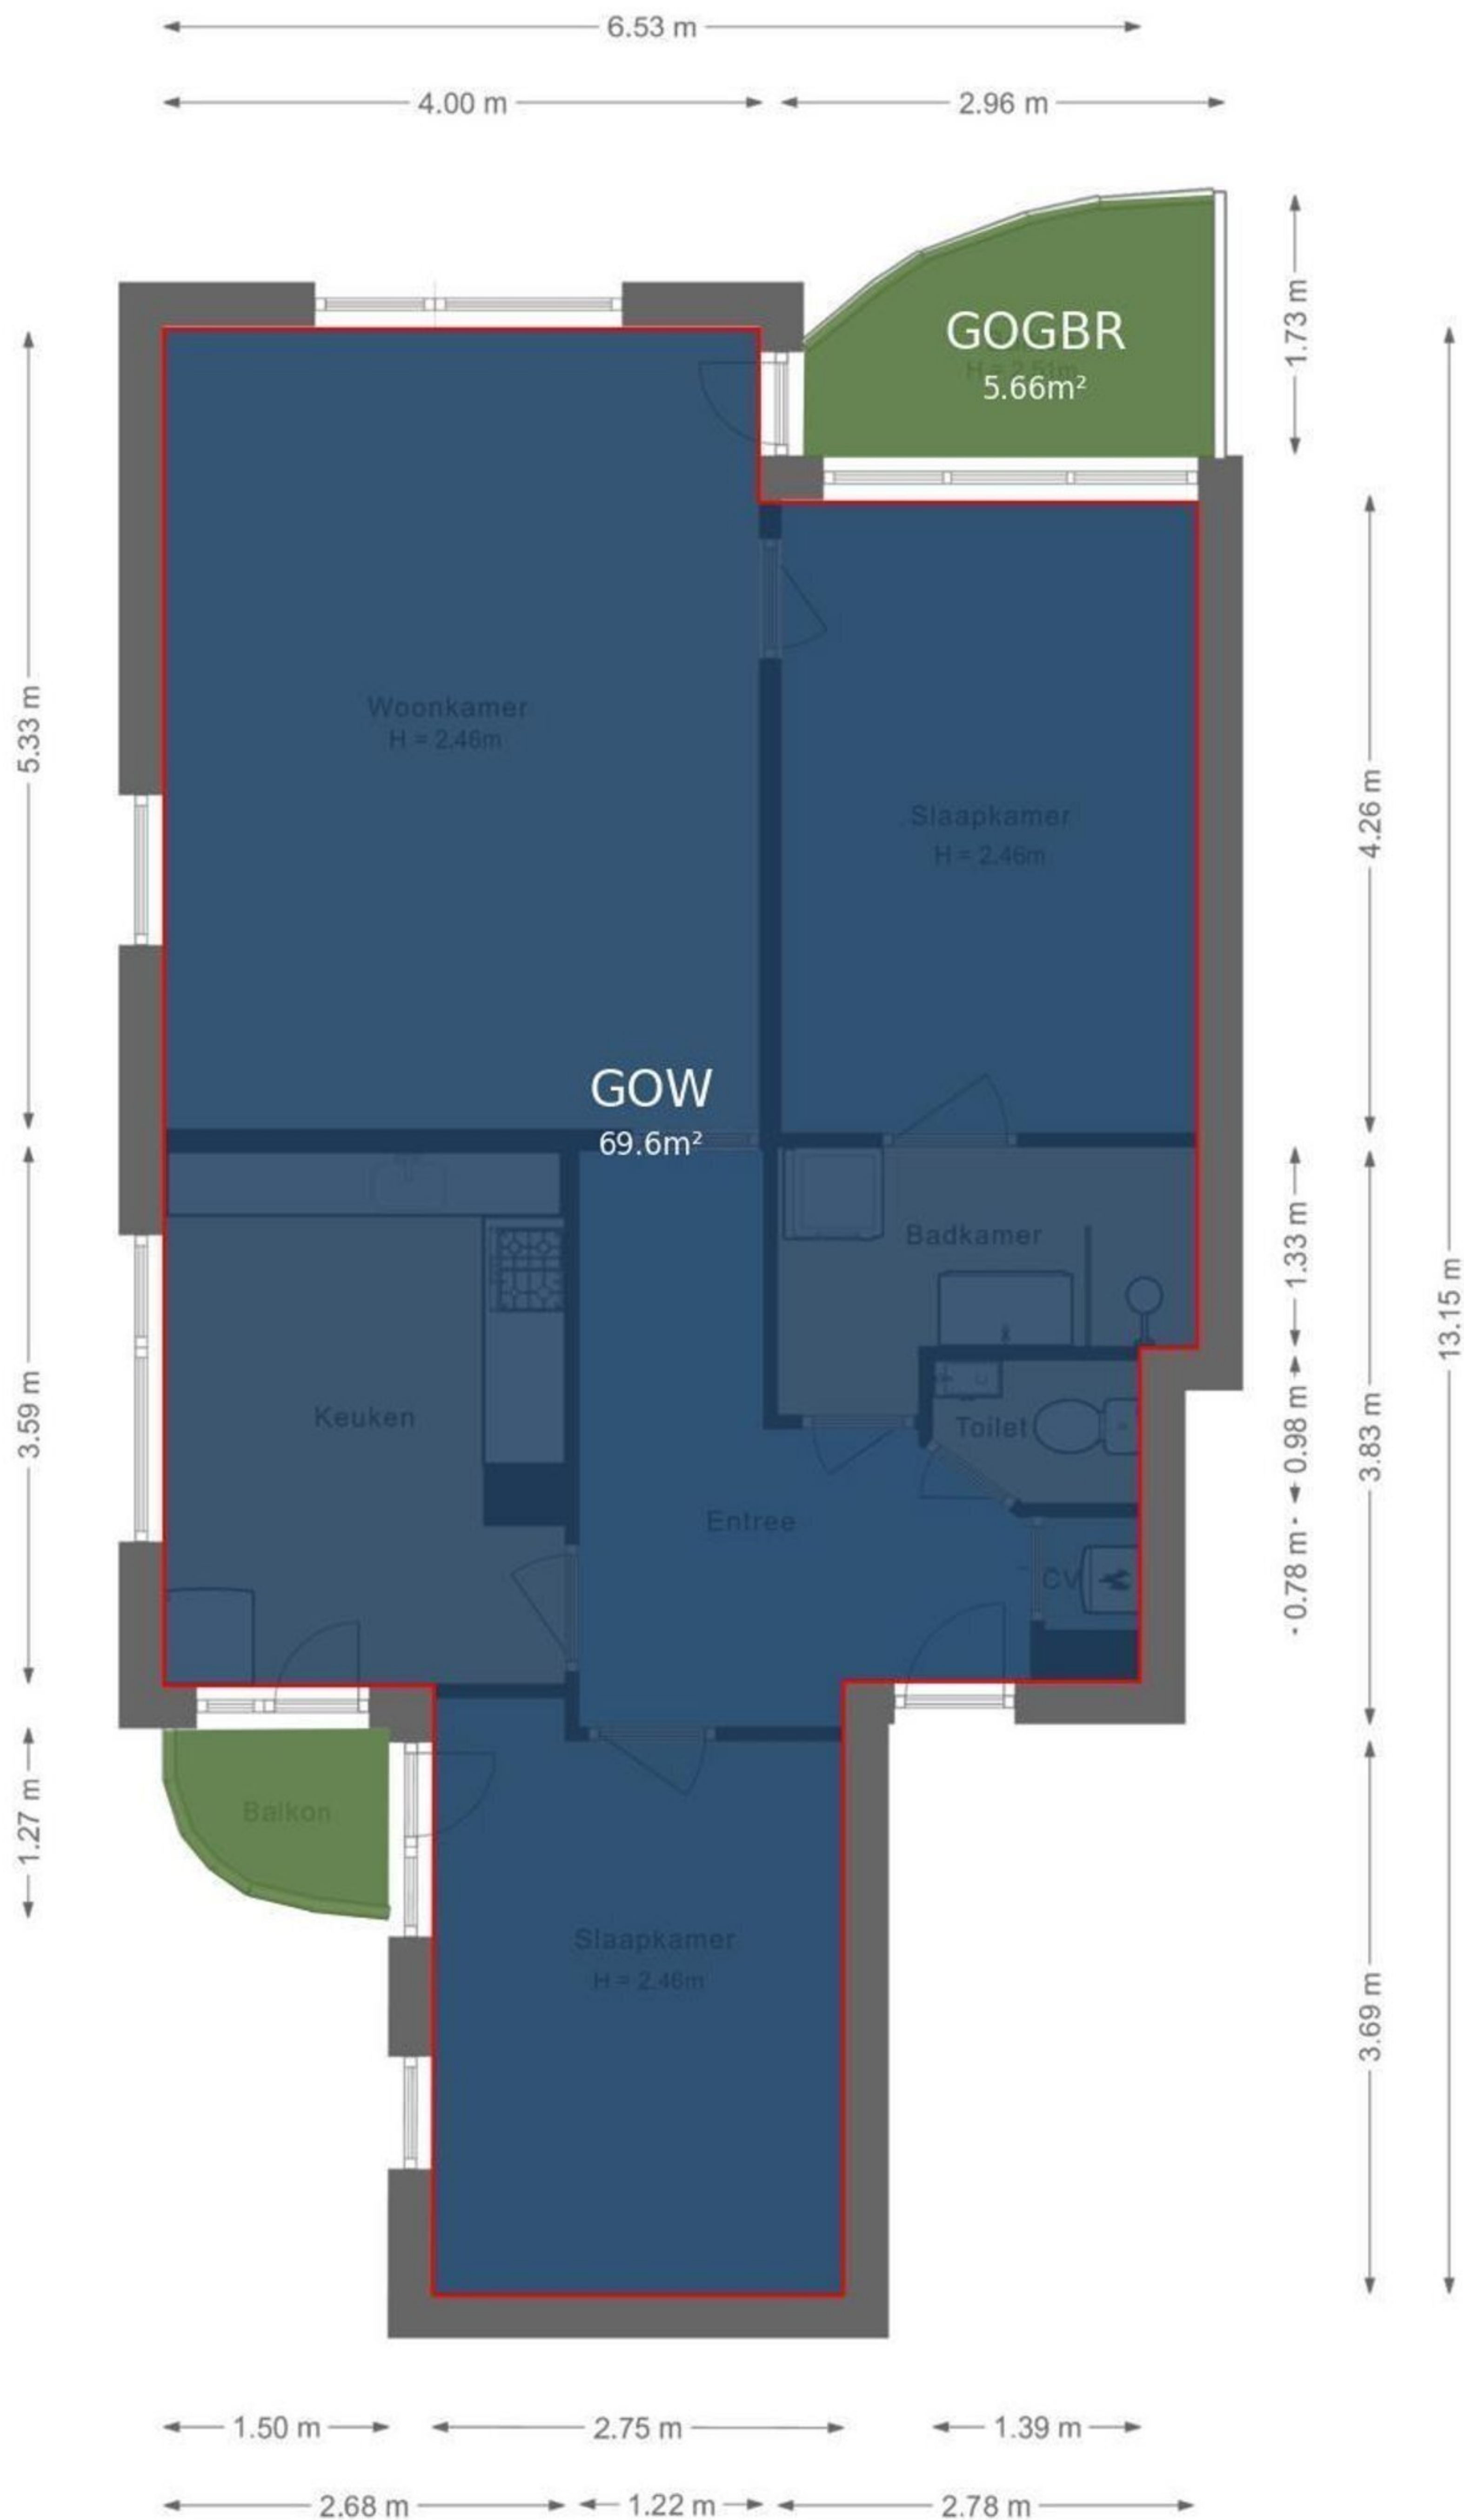 6.53 m
4.00 m
2.96 m
1.73 m
GOGBR
H = 2.51m
5.66m²
5.33 m
Woonkamer
H = 2.46m
Slaapkamer
H = 2.46m
4.26 m
13.15 m
GOW
69.6m²
Badkamer
1.33 m
Keuken
3.59 m
Toilet
0.98 m
3.83 m
Entree
CV
0.78 m
Balkon
1.27 m
Slaapkamer
H = 2.46m
3.69 m
1.50 m
2.75 m
1.39 m
2.68 m
1.22 m
2.78 m